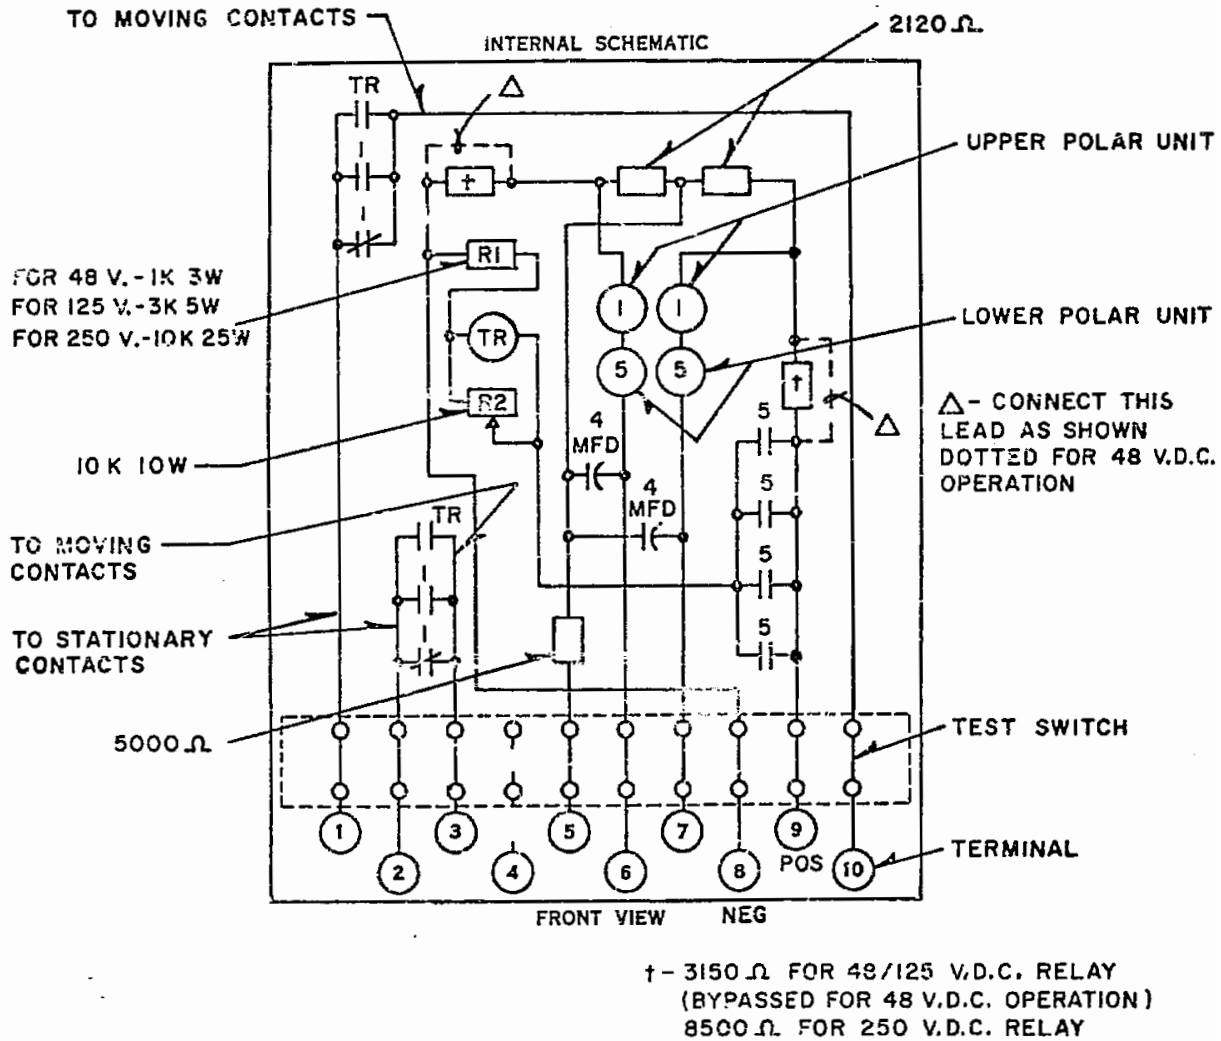 TO MOVING CONTACTS
2120 Ω
INTERNAL SCHEMATIC
TR
Δ
†
UPPER POLAR UNIT
R1
FOR 48 V.-1K 3W
FOR 125 V.-3K 5W
FOR 250 V.-10K 25W
1
1
LOWER POLAR UNIT
TR
5
5
†
R2
Δ
Δ- CONNECT THIS
LEAD AS SHOWN
DOTTED FOR 48 V.D.C.
OPERATION
10 K 10W
4
MFD
5
4
MFD
5
TR
TO MOVING
CONTACTS
5
TO STATIONARY
CONTACTS
5
5000 Ω
TEST SWITCH
1
3
5
7
9
2
4
6
8
POS
10
TERMINAL
FRONT VIEW
NEG
†- 3150 Ω FOR 48/125 V.D.C. RELAY
(BYPASSED FOR 48 V.D.C. OPERATION)
8500 Ω FOR 250 V.D.C. RELAY